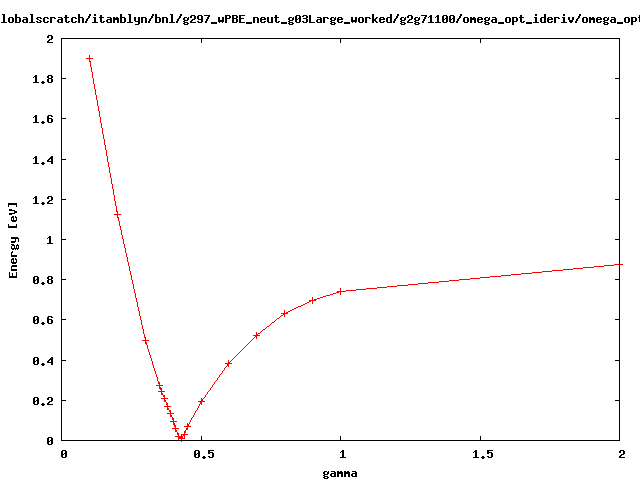 lobalscratch/itamblyn/bnl/g297_wPBE_neut_g03Large_worked/g2g71100/omega_opt_ideriv/omega_opt
2
1.8
1.6
1.4
1.2
1
0.8
0.6
0.4
0.2
0
Energy [eV]
0 0.5 1 1.5 2
gamma